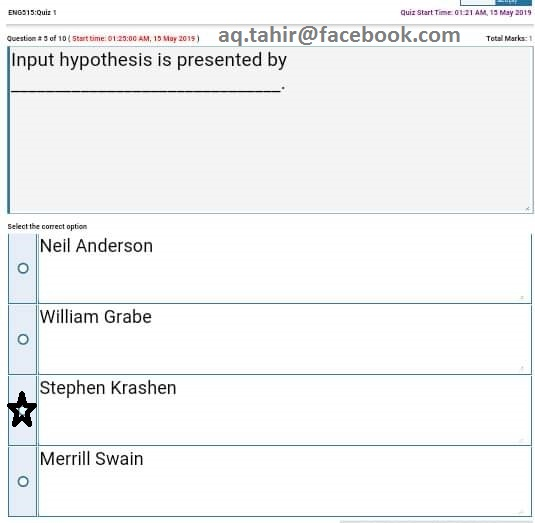 ENG515:Quiz 1
Quiz Start Time: 01:21 AM, 15 May 2019
Question # 5 of 10 ( Start time: 01:25:00 AM, 15 May 2019 )
aq.tahir@facebook.com
Total Marks: 1
Input hypothesis is presented by
______________________________.
Select the correct option
Neil Anderson
William Grabe
Stephen Krashen
Merrill Swain